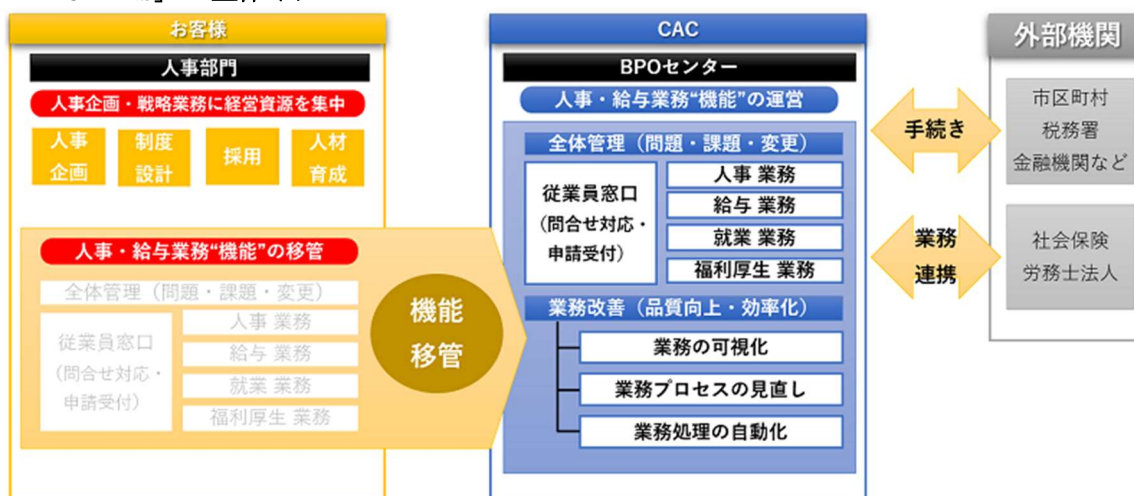 お客様
人事部門
人事企画・戦略業務に経営資源を集中
人事
企画
制度
設計
採用
人材
育成
人事・給与業務“機能”の移管
全体管理（問題・課題・変更）
従業員窓口
（問合せ対応・
申請受付）
人事 業務
給与 業務
就業 業務
福利厚生 業務
機能
移管
CAC
BPOセンター
人事・給与業務“機能”の運営
全体管理（問題・課題・変更）
従業員窓口
（問合せ対応・
申請受付）
人事 業務
給与 業務
就業 業務
福利厚生 業務
業務改善（品質向上・効率化）
業務の可視化
業務プロセスの見直し
業務処理の自動化
手続き
業務
連携
外部機関
市区町村
税務署
金融機関など
社会保険
労務士法人